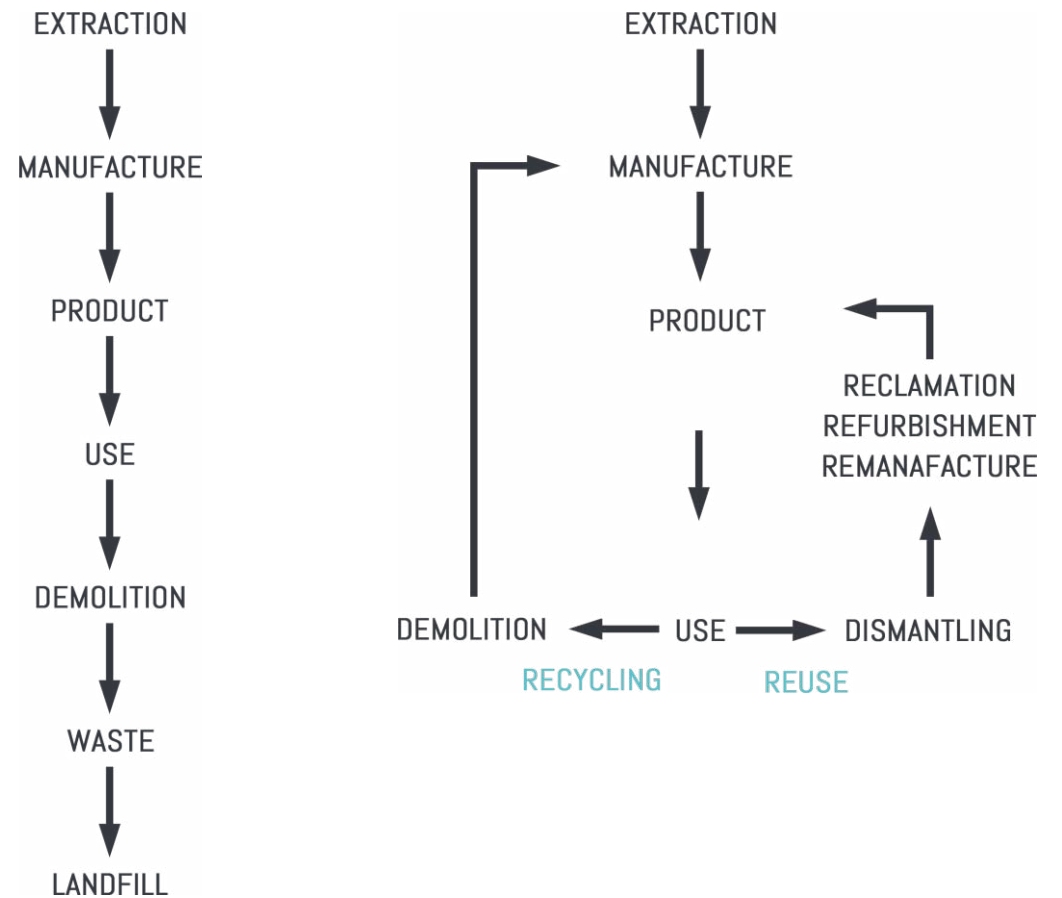 EXTRACTION
MANUFACTURE
PRODUCT
USE
DEMOLITION
WASTE
LANDFILL
EXTRACTION
MANUFACTURE
PRODUCT
RECLAMATION
REFURBISHMENT
REMANAFACTURE
DEMOLITION
USE
DISMANTLING
RECYCLING
REUSE